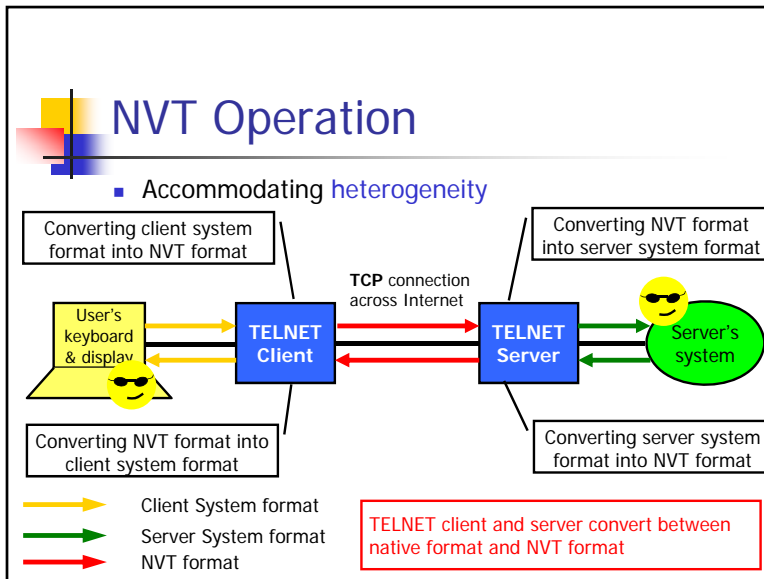 NVT Operation
Accommodating heterogeneity
Converting client system
format into NVT format
Converting NVT format
into server system format
TCP connection
across Internet
User's
keyboard
& display
TELNET
Client
TELNET
Server
Server's
system
Converting NVT format into
client system format
Converting server system
format into NVT format
Client System format
Server System format
NVT format
TELNET client and server convert between
native format and NVT format